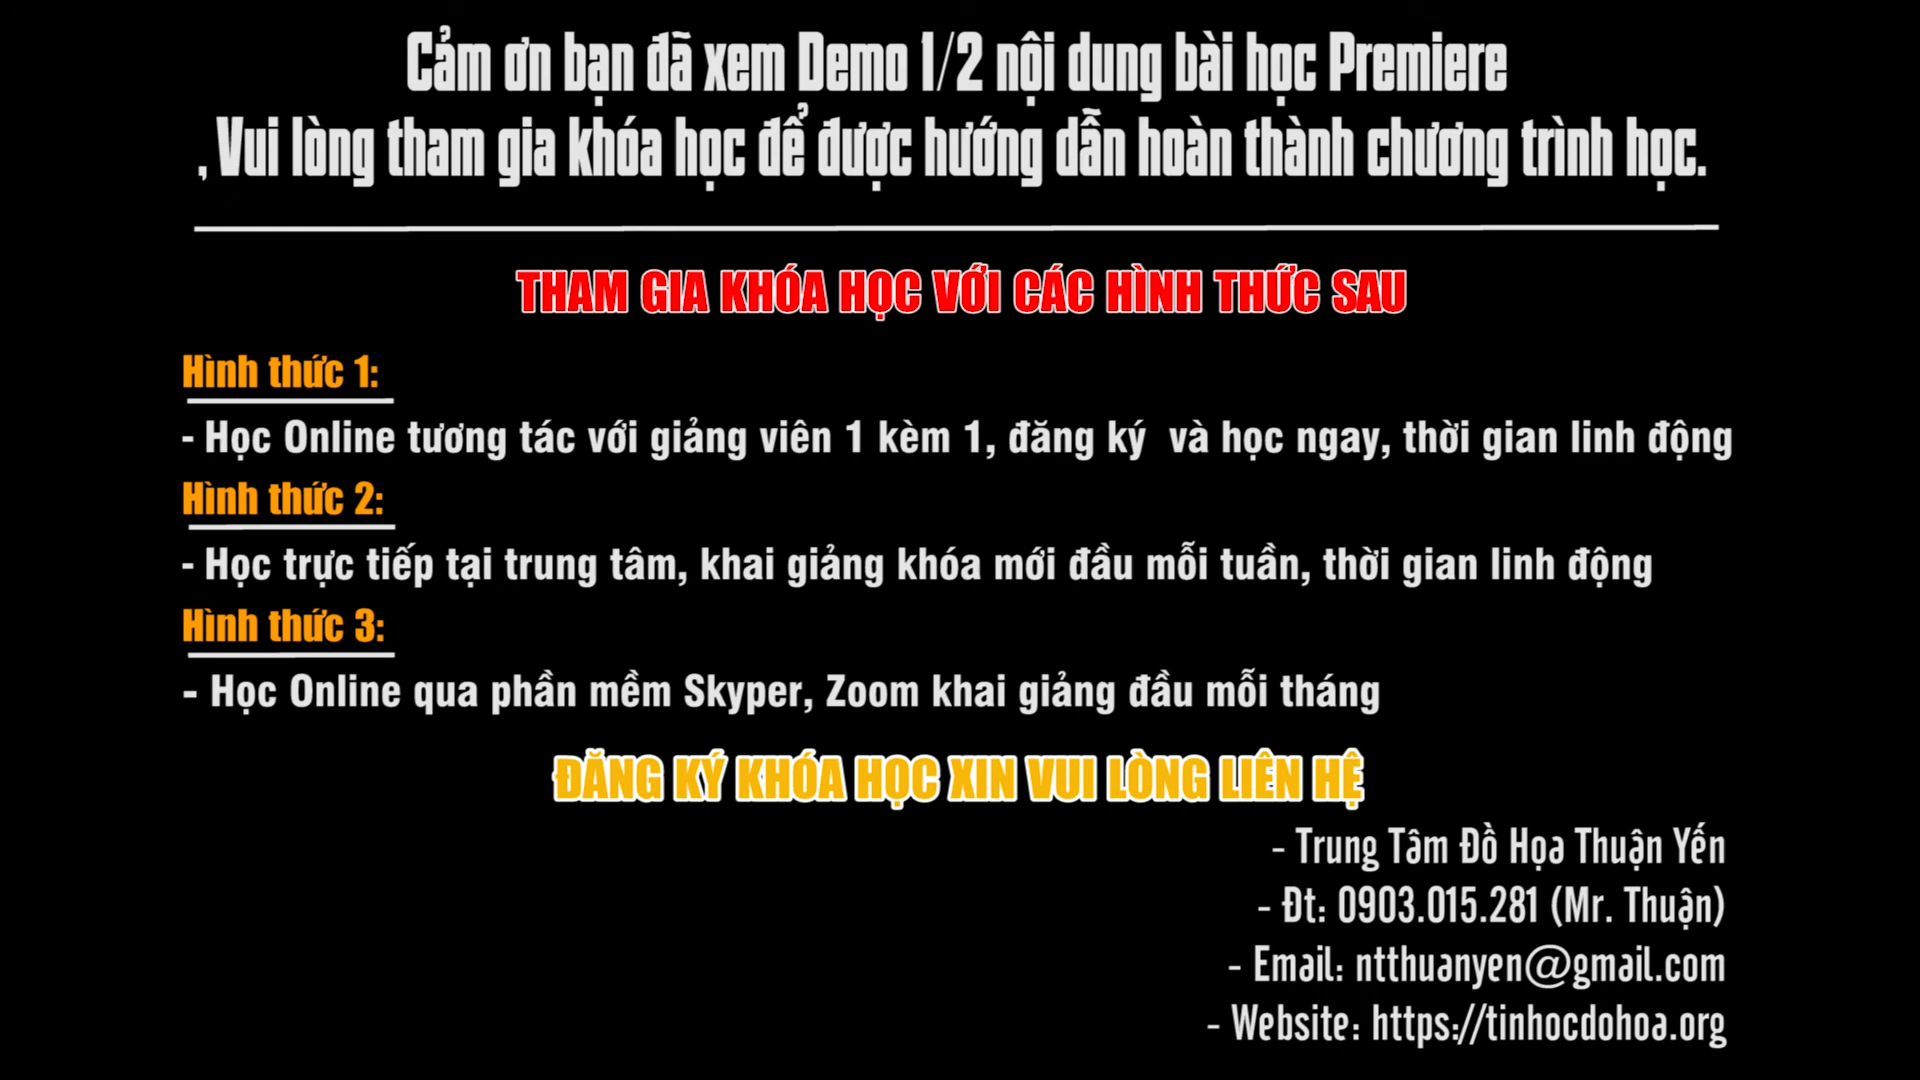 Cảm ơn bạn đã xem Demo 1/2 nội dung bài học Premiere
, Vui lòng tham gia khóa học để được hướng dẫn hoàn thành chương trình học.
THAM GIA KHÓA HỌC VỚI CÁC HÌNH THỨC SAU
Hình thức 1:
- Học Online tương tác với giảng viên 1 kèm 1, đăng ký  và học ngay, thời gian linh động
Hình thức 2:
- Học trực tiếp tại trung tâm, khai giảng khóa mới đầu mỗi tuần, thời gian linh động
Hình thức 3:
- Học Online qua phần mềm Skyper, Zoom khai giảng đầu mỗi tháng
ĐĂNG KÝ KHÓA HỌC XIN VUI LÒNG LIÊN HỆ
- Trung Tâm Đồ Họa Thuận Yến
- Đt: 0903.015.281 (Mr. Thuận)
- Email: ntthuanyen@gmail.com
- Website: https://tinhocdohoa.org